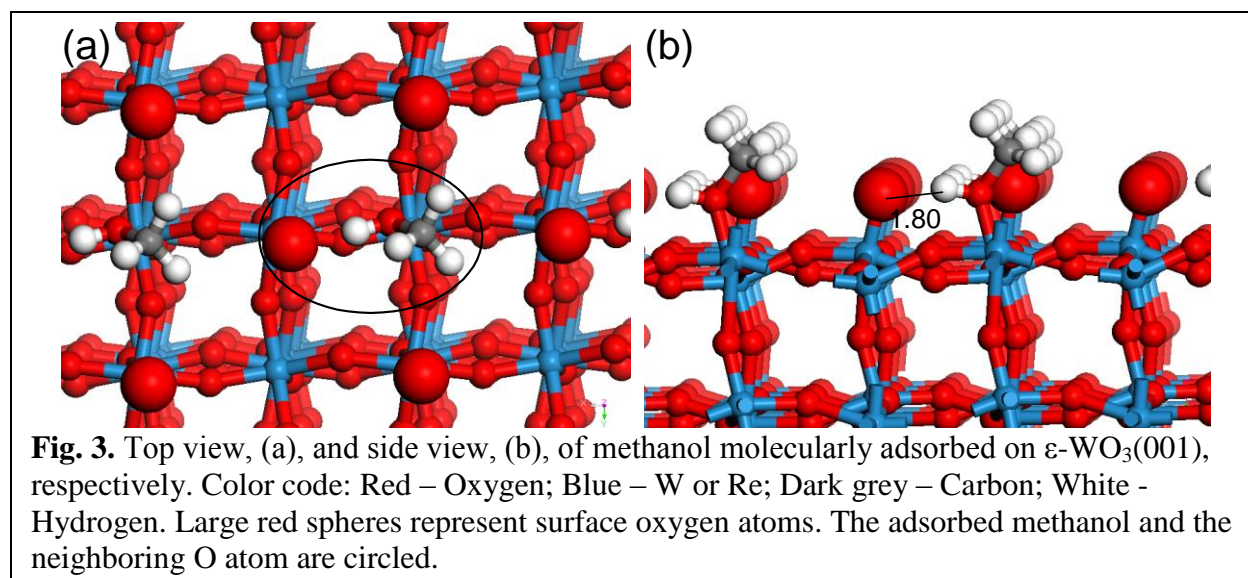 (a)
(b)
1.80
Fig. 3. Top view, (a), and side view, (b), of methanol molecularly adsorbed on ε-WO₃(001),
respectively. Color code: Red – Oxygen; Blue – W or Re; Dark grey – Carbon; White -
Hydrogen. Large red spheres represent surface oxygen atoms. The adsorbed methanol and the
neighboring O atom are circled.